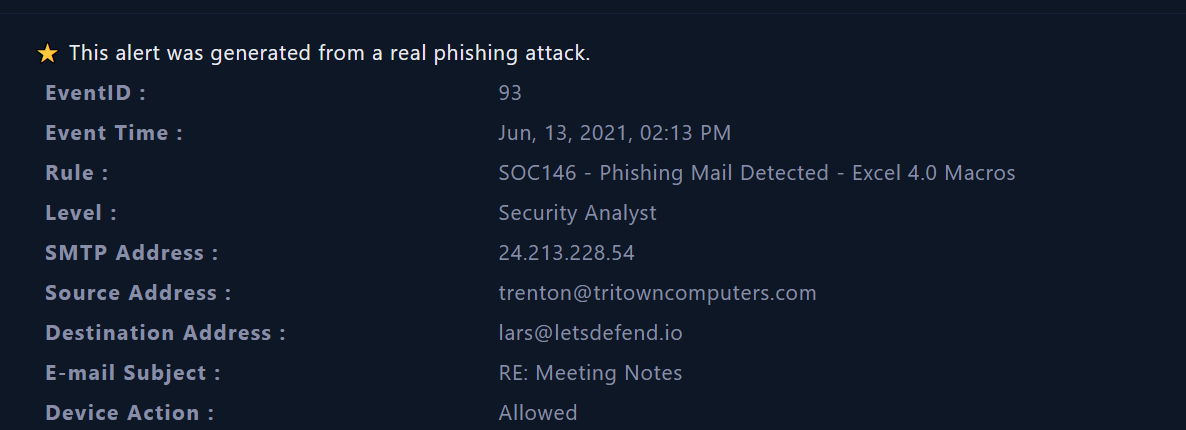 ⭐ This alert was generated from a real phishing attack.
EventID : 93
Event Time : Jun, 13, 2021, 02:13 PM
Rule : SOC146 - Phishing Mail Detected - Excel 4.0 Macros
Level : Security Analyst
SMTP Address : 24.213.228.54
Source Address : trenton@tritowncomputers.com
Destination Address : lars@letsdefend.io
E-mail Subject : RE: Meeting Notes
Device Action : Allowed